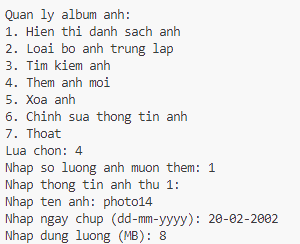 Quan ly album anh:
1. Hien thi danh sach anh
2. Loai bo anh trung lap
3. Tim kiem anh
4. Them anh moi
5. Xoa anh
6. Chinh sua thong tin anh
7. Thoat
Lua chon: 4
Nhap so luong anh muon them: 1
Nhap thong tin anh thu 1:
Nhap ten anh: photo14
Nhap ngay chup (dd-mm-yyyy): 20-02-2002
Nhap dung luong (MB): 8